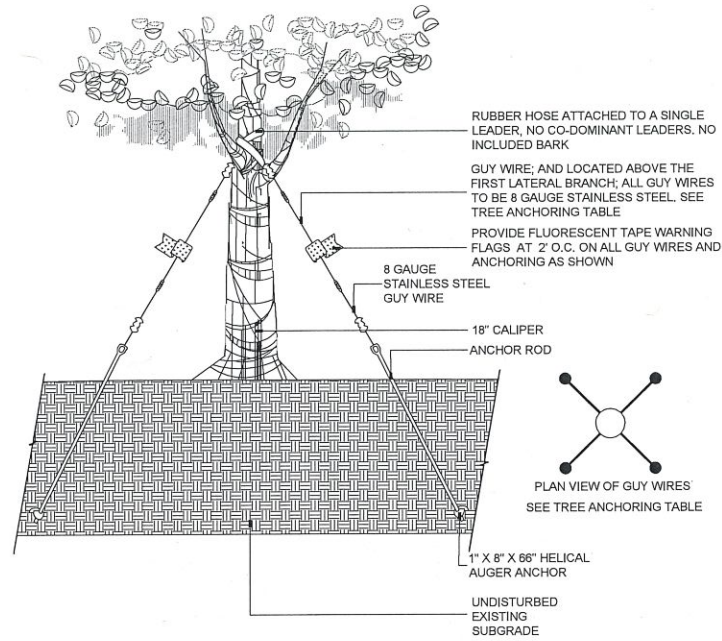 RUBBER HOSE ATTACHED TO A SINGLE
LEADER, NO CO-DOMINANT LEADERS. NO
INCLUDED BARK
GUY WIRE; AND LOCATED ABOVE THE
FIRST LATERAL BRANCH; ALL GUY WIRES
TO BE 8 GAUGE STAINLESS STEEL. SEE
TREE ANCHORING TABLE
PROVIDE FLUORESCENT TAPE WARNING
FLAGS AT 2' O.C. ON ALL GUY WIRES AND
ANCHORING AS SHOWN
8 GAUGE
STAINLESS STEEL
GUY WIRE
18" CALIPER
ANCHOR ROD
PLAN VIEW OF GUY WIRES
SEE TREE ANCHORING TABLE
1" X 8" X 66" HELICAL
AUGER ANCHOR
UNDISTURBED
EXISTING
SUBGRADE